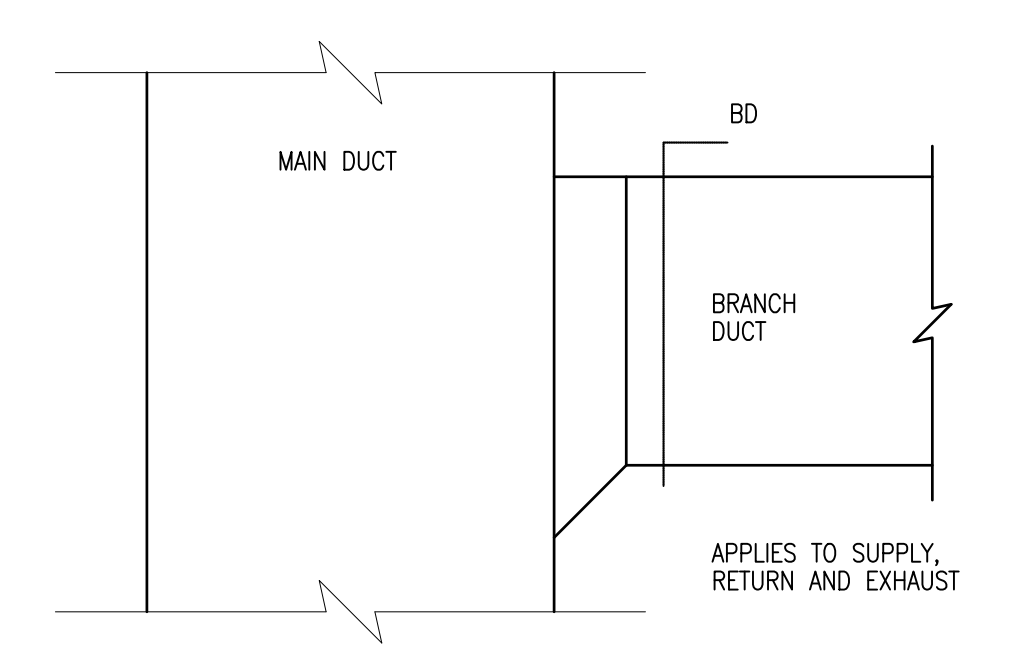 BD
MAIN DUCT
BRANCH
DUCT
APPLIES TO SUPPLY,
RETURN AND EXHAUST